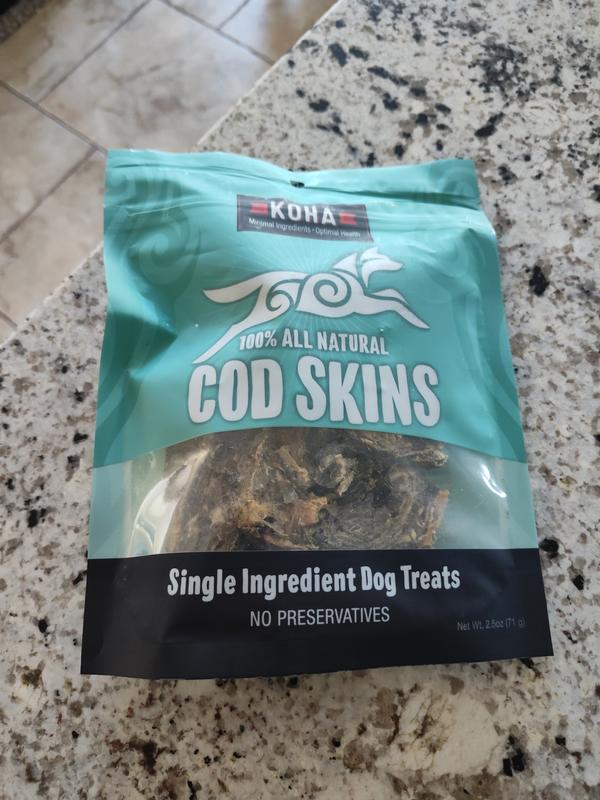 KOHA
Minimal Ingredients • Optimal Health
100% ALL NATURAL
COD SKINS
Single Ingredient Dog Treats
NO PRESERVATIVES
Net Wt. 2.5oz (71 g)